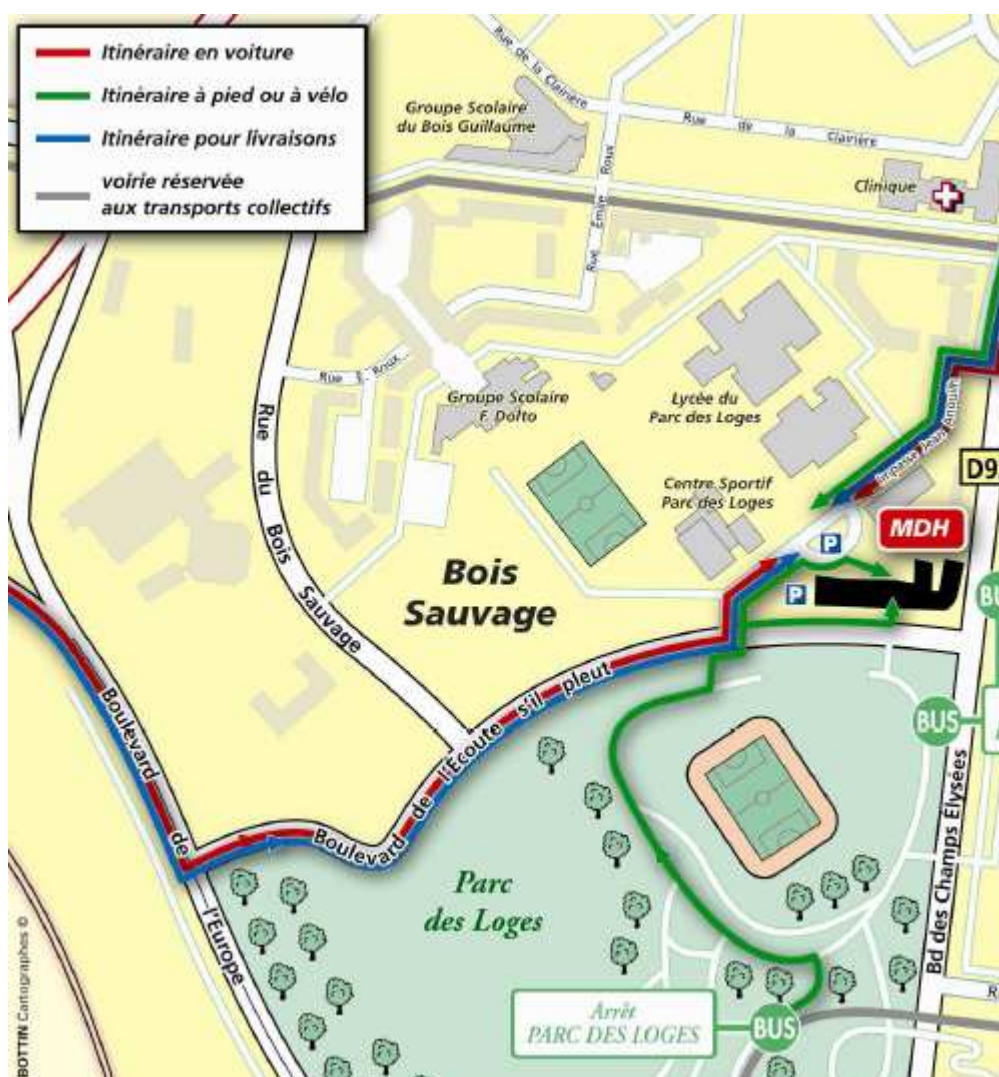 Itinéraire en voiture
Itinéraire à pied ou à vélo
Itinéraire pour livraisons
voirie réservée
aux transports collectifs
Rue de la Clairière
Groupe Scolaire
du Bois Guillaume
Rue de la Clairière
Clinique
Rue Emile Roux
Rue E. Roux
Groupe Scolaire
F. Dolto
Lycée du
Parc des Loges
Impasse Jean Anouilh
D9
Centre Sportif
Parc des Loges
MDH
P
P
Rue du Bois Sauvage
Bois
Sauvage
BU
BUS
A
Boulevard de l'Europe
Boulevard de l'Ecoute s'il pleut
Bd des Champs Elysées
Parc
des Loges
Arrêt
PARC DES LOGES
BUS
R
BOTTIN Cartographes ©